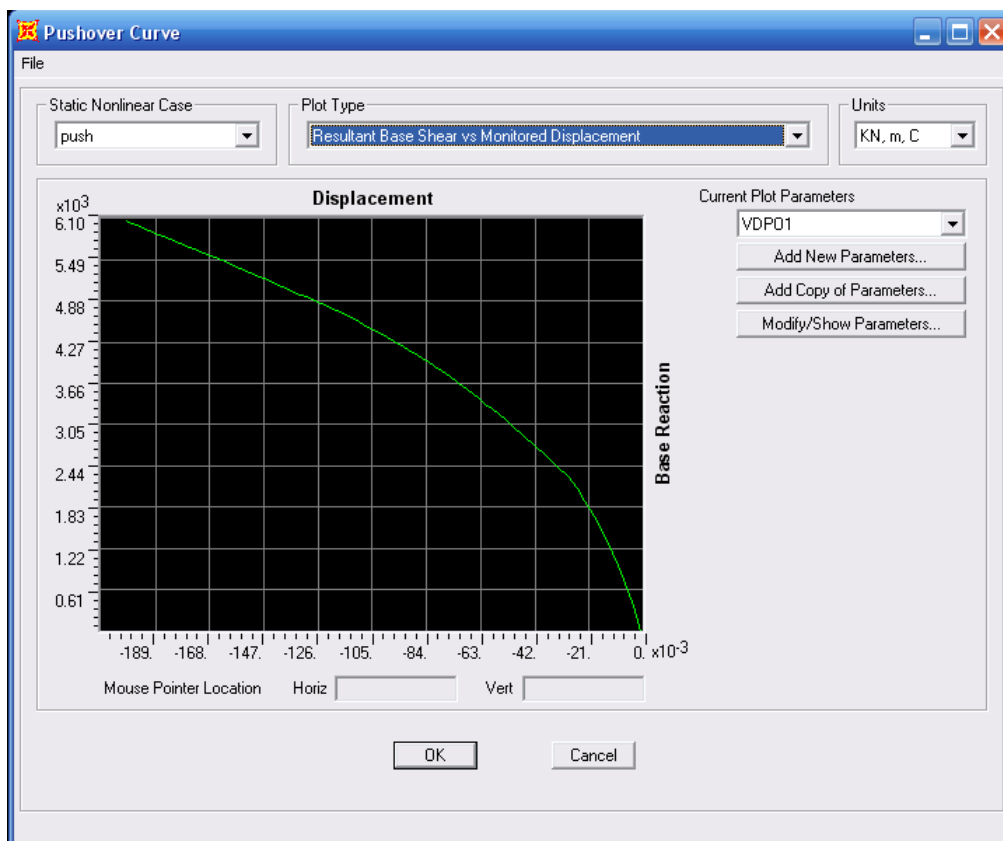 Pushover Curve
File
Static Nonlinear Case
Plot Type
Units
push
Resultant Base Shear vs Monitored Displacement
KN, m, C
Displacement
x10³
6.10
5.49
4.88
4.27
3.66
3.05
2.44
1.83
1.22
0.61
Base Reaction
-189. -168. -147. -126. -105. -84. -63. -42. -21. 0. x10⁻³
Current Plot Parameters
VDPO1
Add New Parameters...
Add Copy of Parameters...
Modify/Show Parameters...
Mouse Pointer Location Horiz Vert
OK Cancel